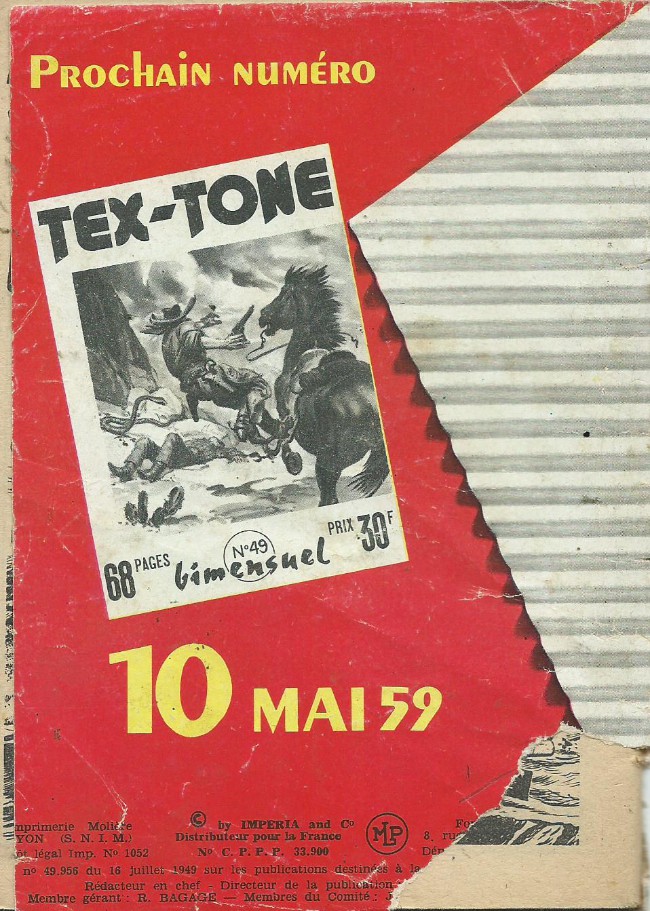 PROCHAIN NUMÉRO
TEX-TONE
68 PAGES
N°49
bimensuel
PRIX 30F
10 MAI 59
mprimerie Molière
YON (S. N. I. M.)
ôt légal Imp. N° 1052
© by IMPERIA and C°
Distributeur pour la France
N° C. P. P. P. 33.900
MLP
8, ru
Dép
n° 49.956 du 16 juillet 1949 sur les publications destinées à la
Rédacteur en chef - Directeur de la publication
Membre gérant : R. BAGAGE — Membres du Comité :